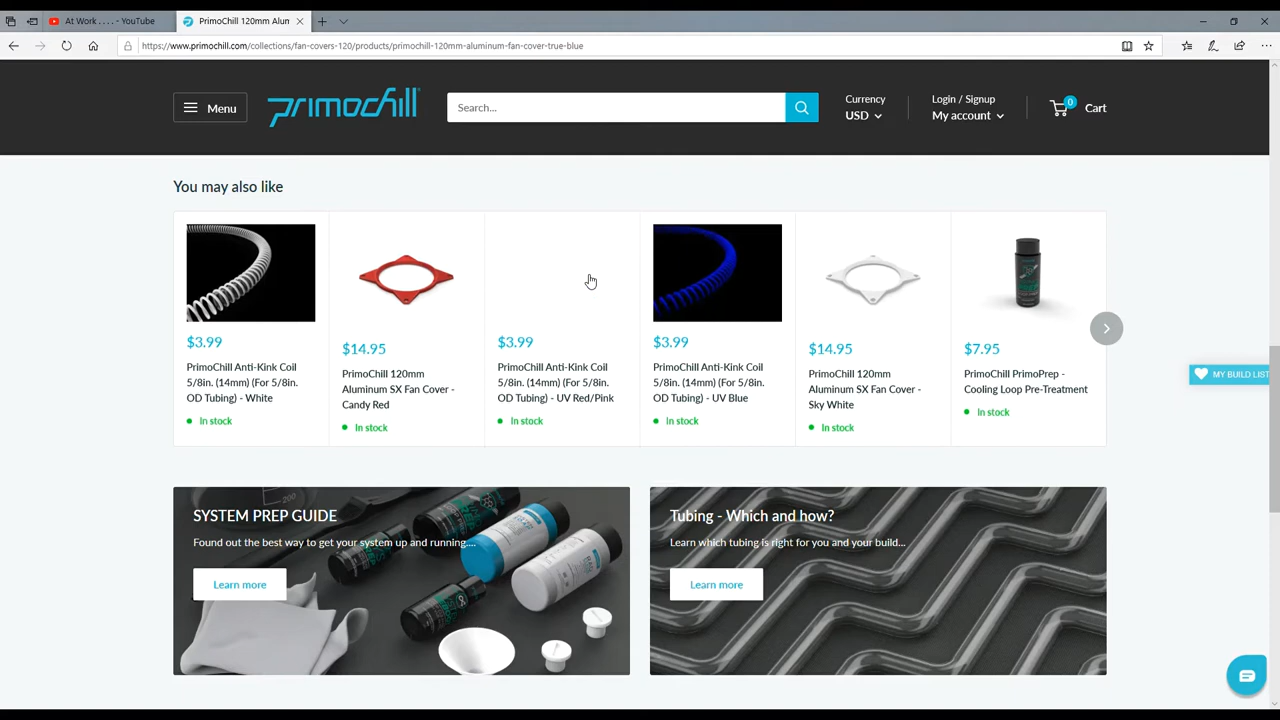 At Work . . . . - YouTube
PrimoChill 120mm Alum
https://www.primochill.com/collections/fan-covers-120/products/primochill-120mm-aluminum-fan-cover-true-blue
Menu
primochill
Search...
Currency
USD
Login / Signup
My account
0
Cart
You may also like
$3.99
PrimoChill Anti-Kink Coil
5/8in. (14mm) (For 5/8in.
OD Tubing) - White
In stock
$14.95
PrimoChill 120mm
Aluminum SX Fan Cover -
Candy Red
In stock
$3.99
PrimoChill Anti-Kink Coil
5/8in. (14mm) (For 5/8in.
OD Tubing) - UV Red/Pink
In stock
$3.99
PrimoChill Anti-Kink Coil
5/8in. (14mm) (For 5/8in.
OD Tubing) - UV Blue
In stock
$14.95
PrimoChill 120mm
Aluminum SX Fan Cover -
Sky White
In stock
$7.95
PrimoChill PrimoPrep -
Cooling Loop Pre-Treatment
In stock
MY BUILD LIST
200
SYSTEM PREP GUIDE
Found out the best way to get your system up and running....
Learn more
Tubing - Which and how?
Learn which tubing is right for you and your build...
Learn more